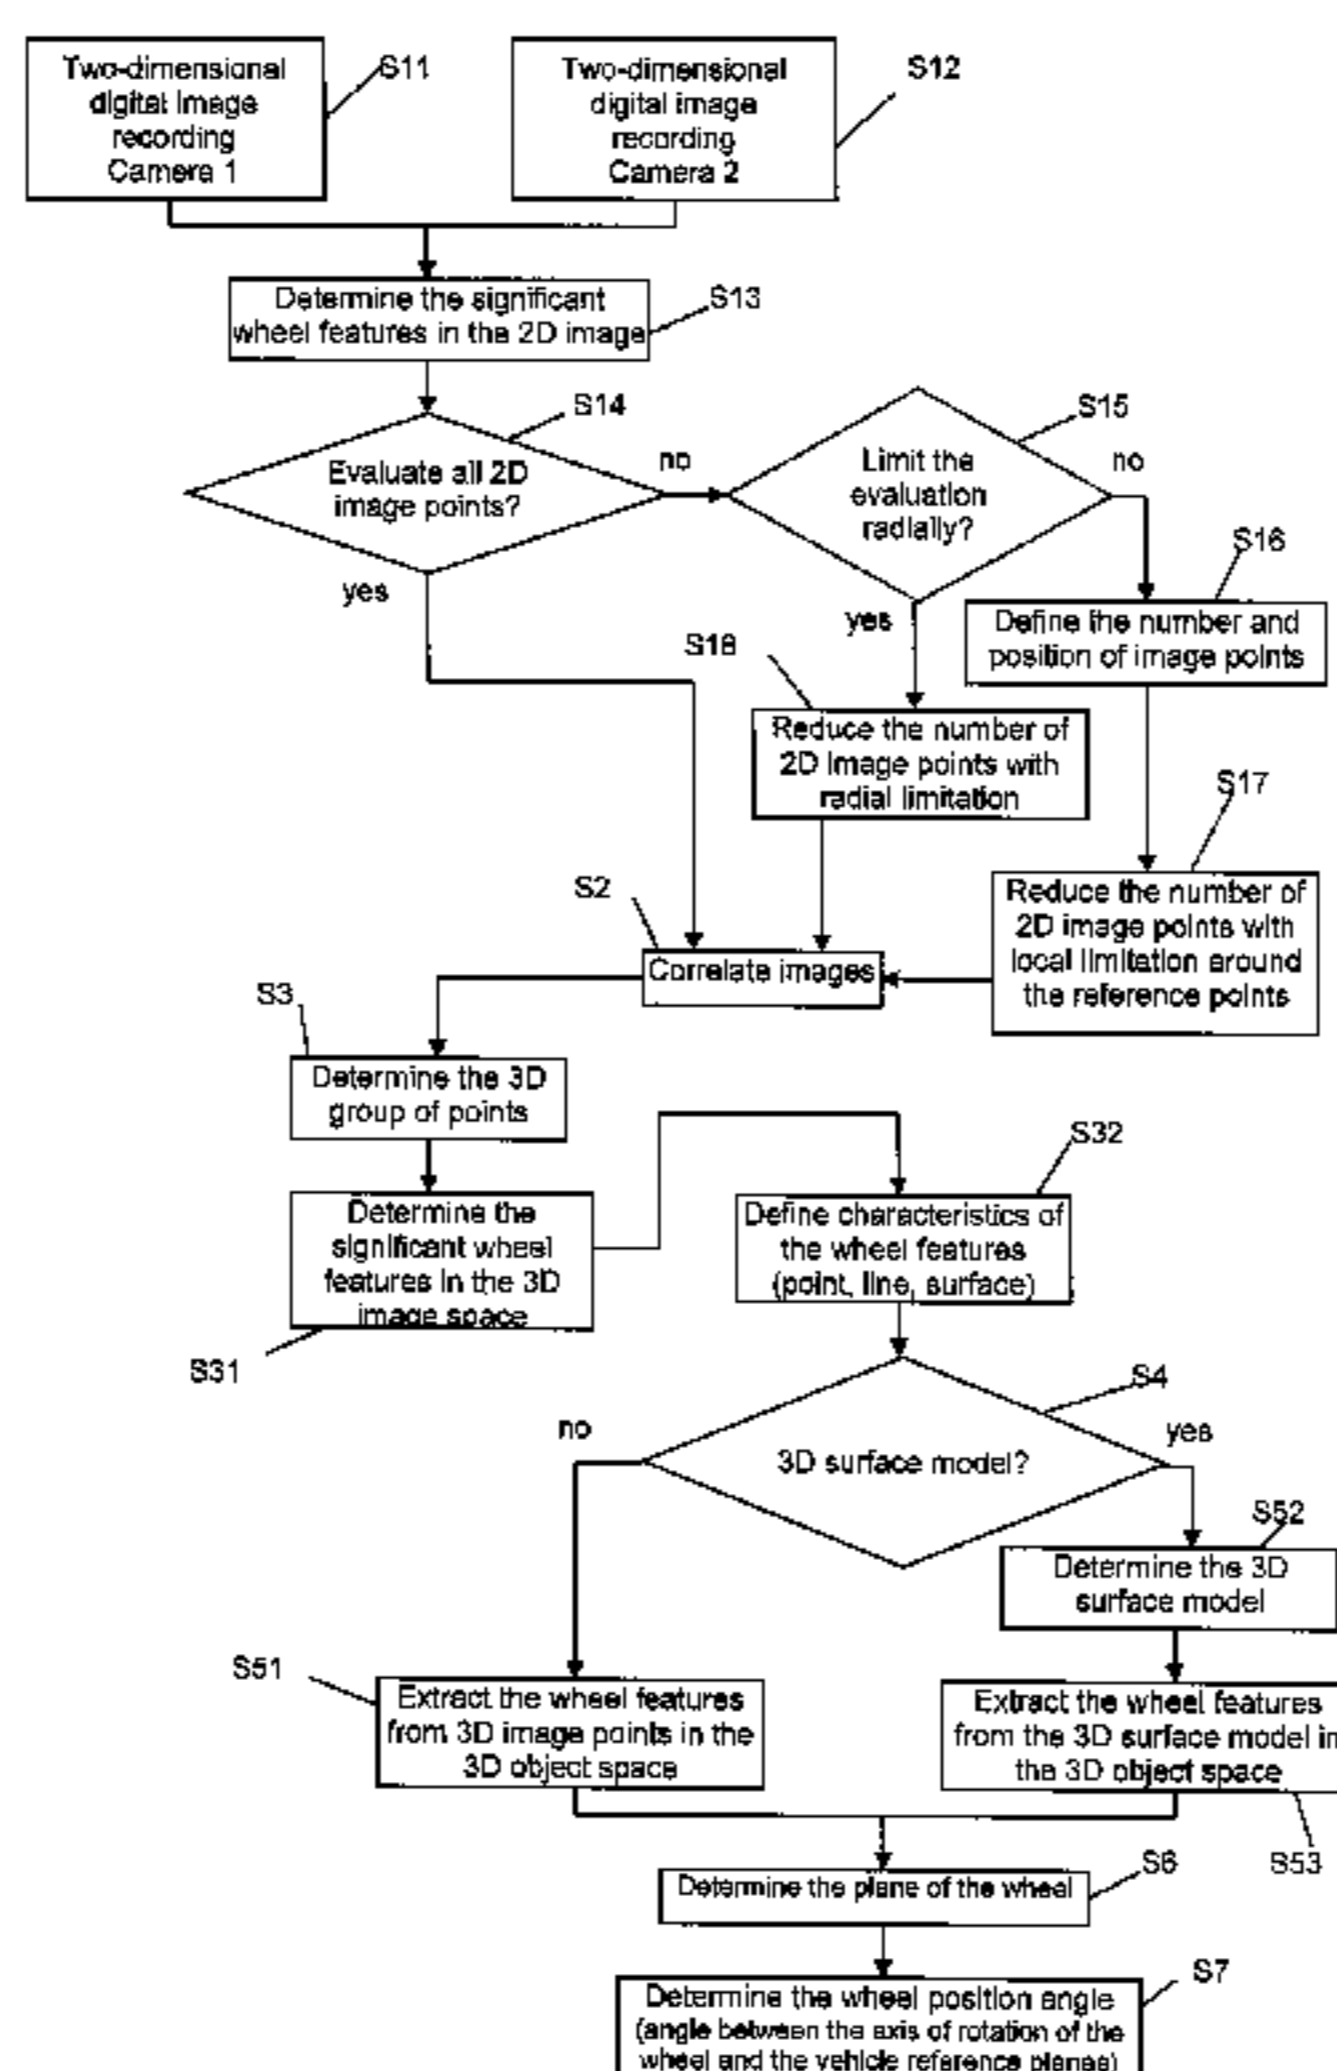 Two-dimensional
digital image
recording
Camera 1
S11
Two-dimensional
digital image
recording
Camera 2
S12
Determine the significant
wheel features in the 2D image
S13
S14
Evaluate all 2D
image points?
no
yes
S15
Limit the
evaluation
radially?
no
yes
S16
Define the number and
position of image points
S18
Reduce the number of
2D image points with
radial limitation
S17
Reduce the number of
2D image points with
local limitation around
the reference points
S2
Correlate images
S3
Determine the 3D
group of points
Determine the
significant wheel
features in the 3D
image space
S31
S32
Define characteristics of
the wheel features
(point, line, surface)
S4
3D surface model?
no
yes
S52
Determine the 3D
surface model
S51
Extract the wheel features
from 3D image points in the
3D object space
Extract the wheel features
from the 3D surface model in
the 3D object space
S53
S6
Determine the plane of the wheel
S7
Determine the wheel position angle
(angle between the axis of rotation of the
wheel and the vehicle reference planes)